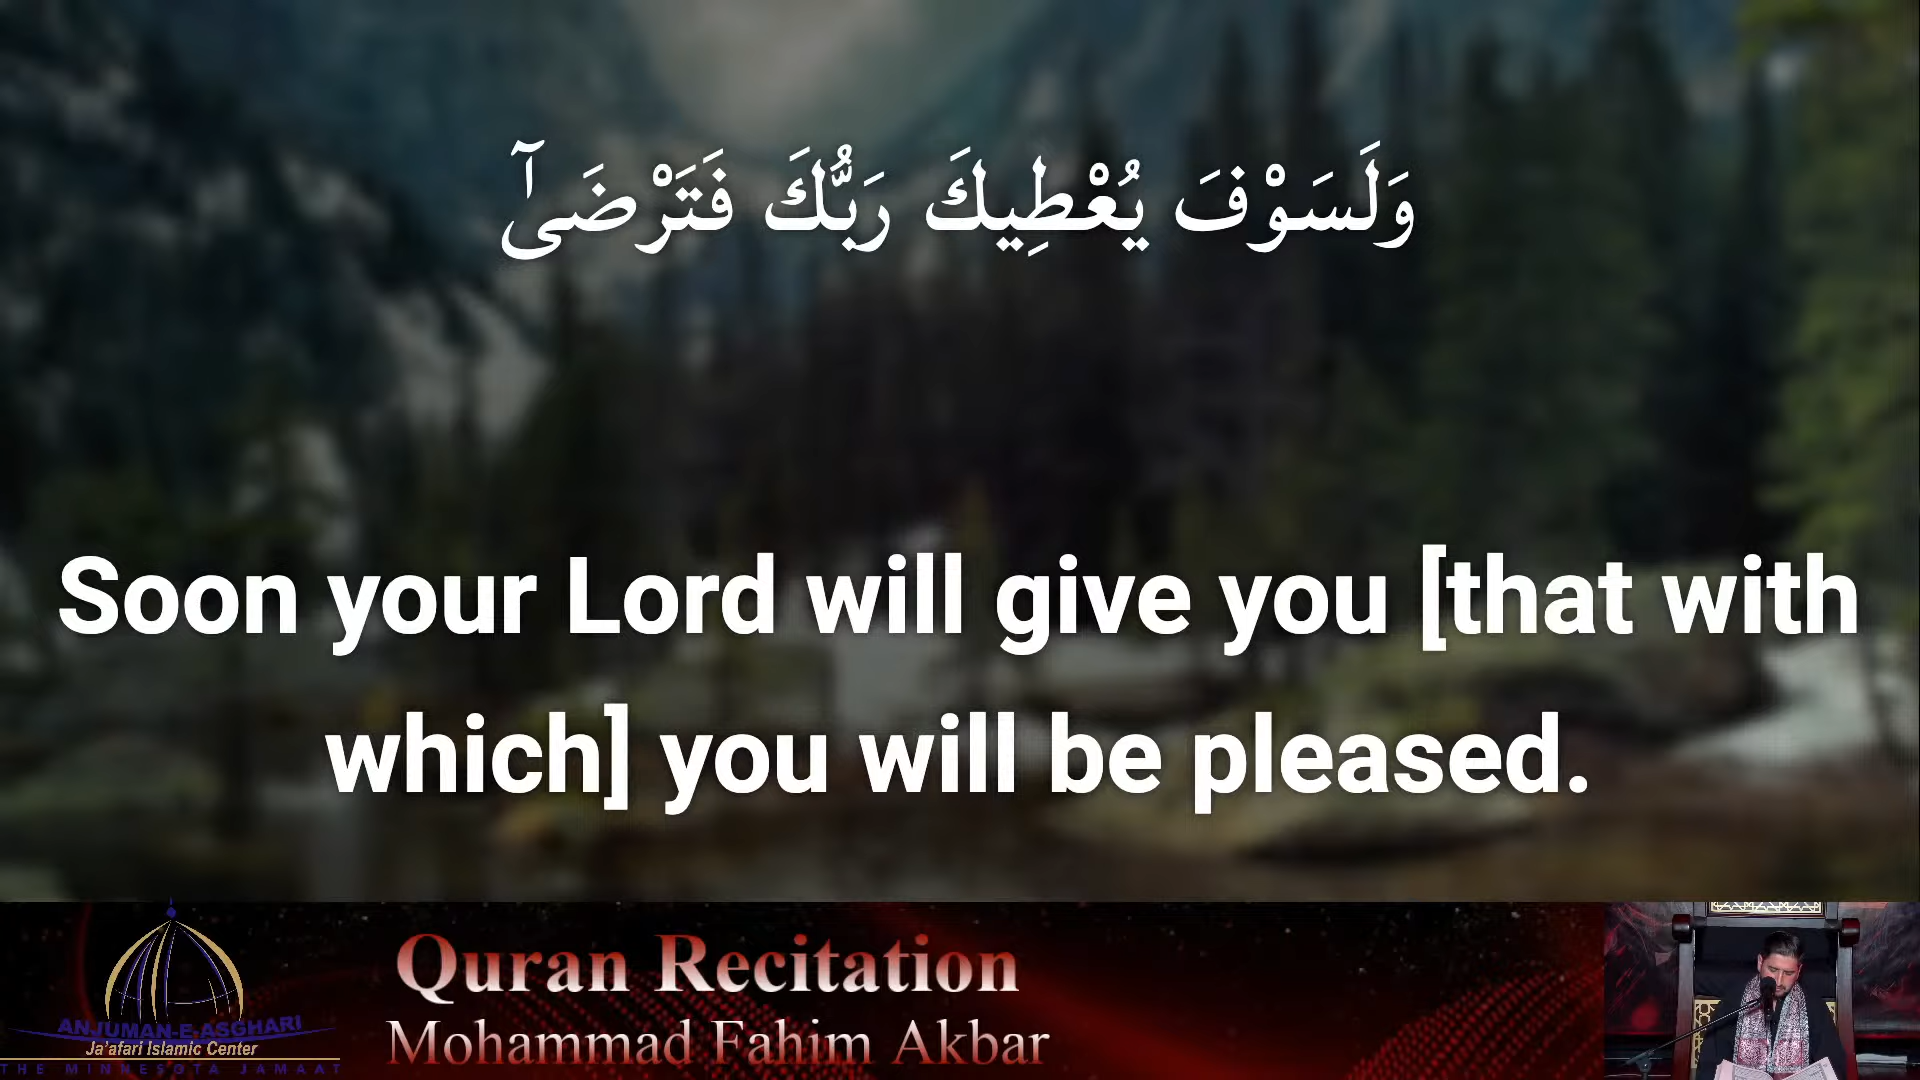 وَلَسَوْفَ يُعْطِيكَ رَبُّكَ فَتَرْضَىٰٓ
Soon your Lord will give you [that with
which] you will be pleased.
Quran Recitation
Mohammad Fahim Akbar
ANJUMAN-E-ASGHARI
Ja'afari Islamic Center
THE MINNESOTA JAMAAT